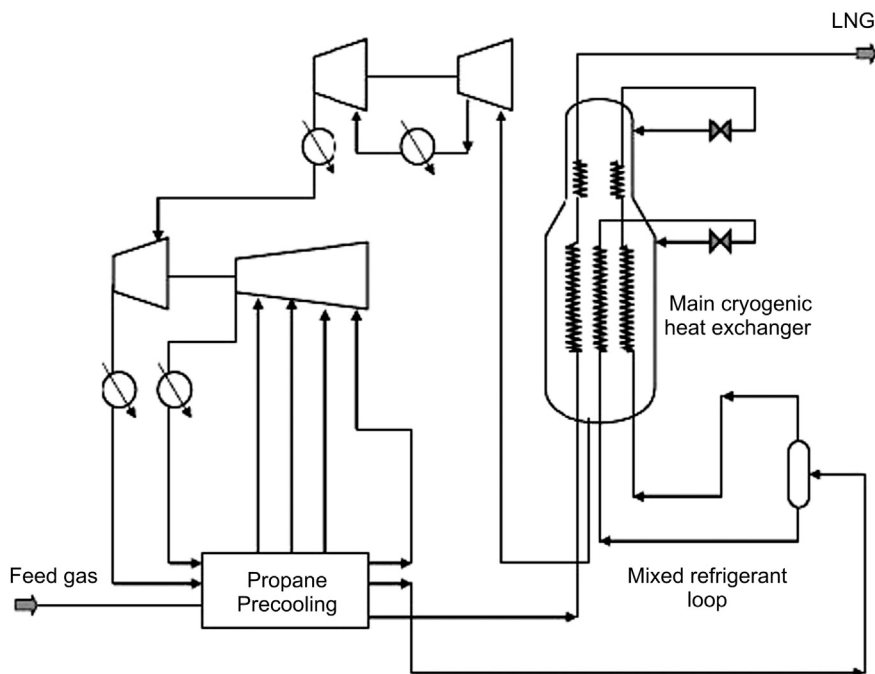 LNG
Main cryogenic
heat exchanger
Feed gas
Propane
Precooling
Mixed refrigerant
loop